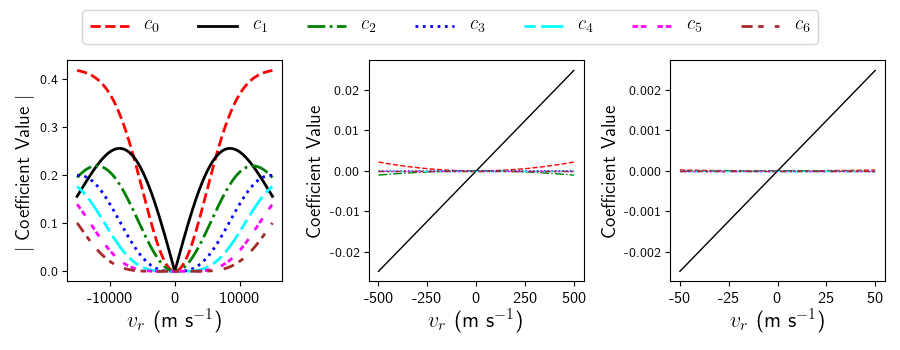 c₀ c₁ c₂ c₃ c₄ c₅ c₆
| Coefficient Value |
0.4
0.3
0.2
0.1
0.0
-10000 0 10000
v_r (m s⁻¹)
Coefficient Value
0.02
0.01
0.00
-0.01
-0.02
-500 -250 0 250 500
v_r (m s⁻¹)
Coefficient Value
0.002
0.001
0.000
-0.001
-0.002
-50 -25 0 25 50
v_r (m s⁻¹)